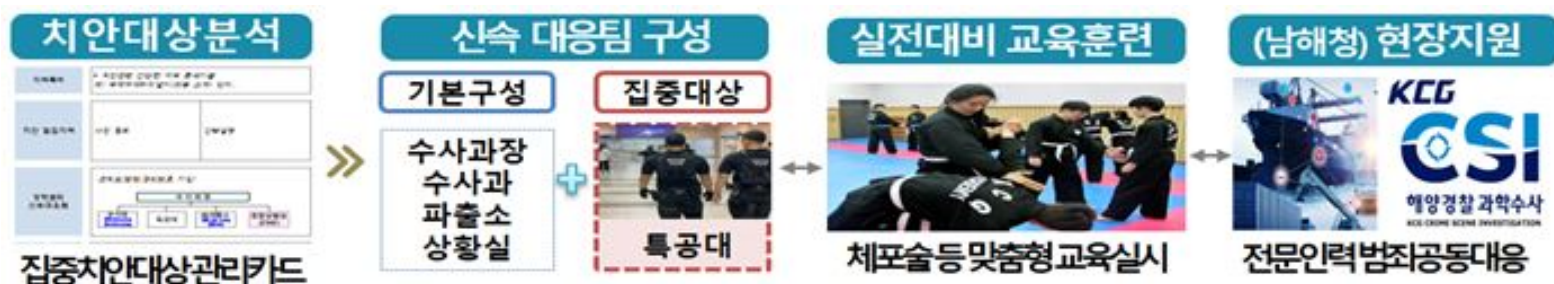 치안대상분석
집중치안대상관리카드
신속 대응팀 구성
기본구성
수사과장
수사과
파출소
상황실
+
집중대상
특공대
실전대비 교육훈련
체포술 등 맞춤형 교육실시
(남해청) 현장지원
KCG
CSI
해양경찰 과학수사
KCG CRIME SCENE INVESTIGATION
전문인력 범죄공동대응